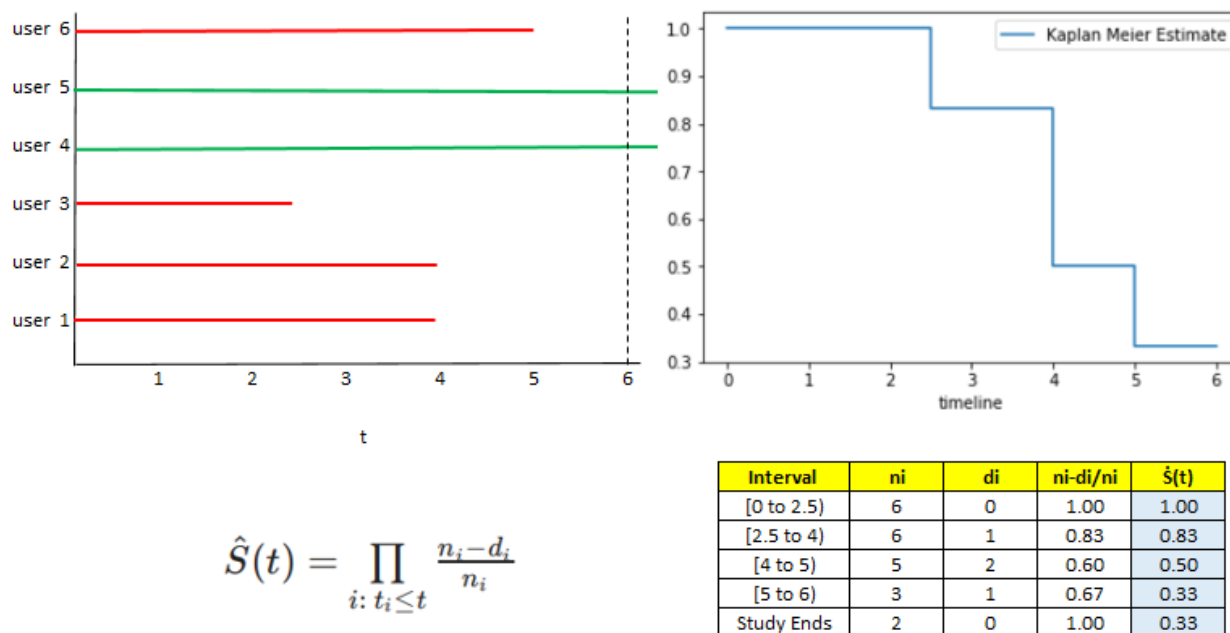 user 6
user 5
user 4
user 3
user 2
user 1
1 2 3 4 5 6
t
Kaplan Meier Estimate
1.0
0.9
0.8
0.7
0.6
0.5
0.4
0.3
0 1 2 3 4 5 6
timeline
Ŝ(t) = ∏ n_i − d_i / n_i
i: t_i ≤ t
Interval ni di ni-di/ni Ṡ(t)
[0 to 2.5) 6 0 1.00 1.00
[2.5 to 4) 6 1 0.83 0.83
[4 to 5) 5 2 0.60 0.50
[5 to 6) 3 1 0.67 0.33
Study Ends 2 0 1.00 0.33